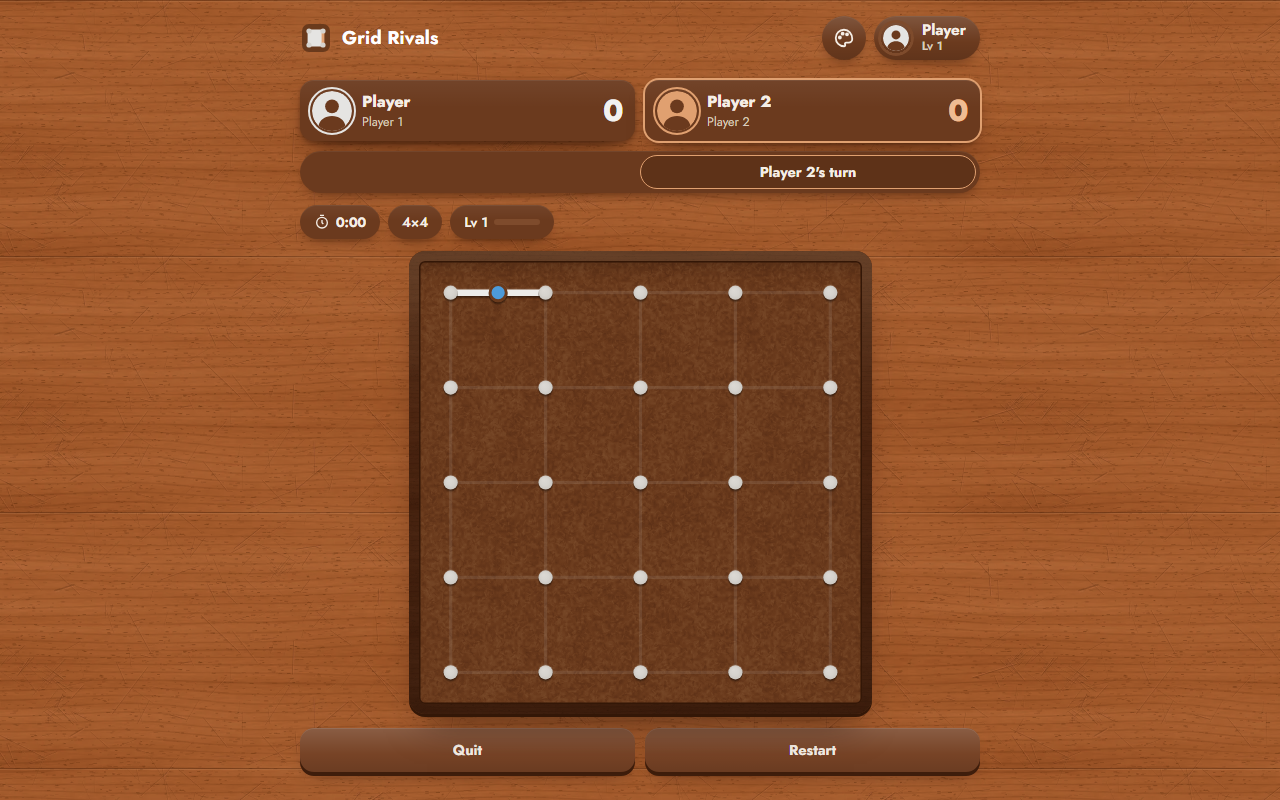 Grid Rivals
Player
Lv 1
Player
Player 1
0
Player 2
Player 2
0
Player 2's turn
0:00
4×4
Lv 1
Quit
Restart